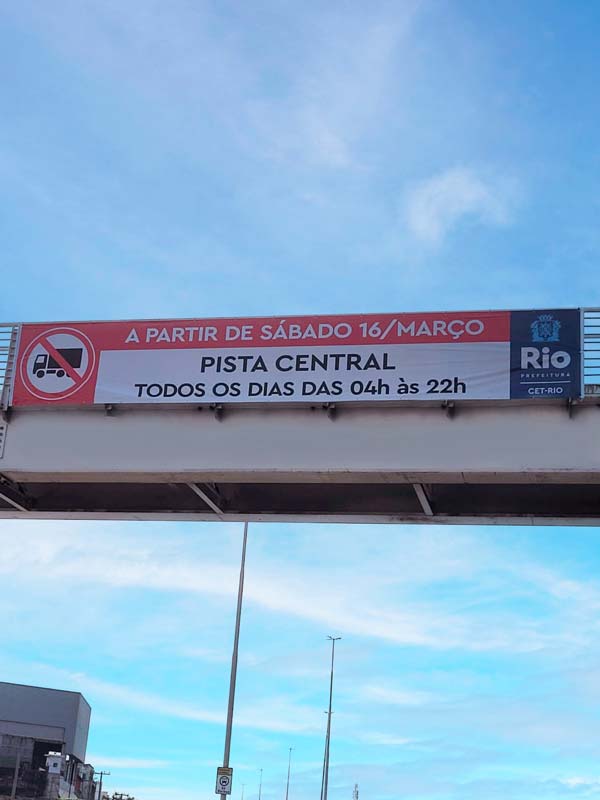 A PARTIR DE SÁBADO 16/MARÇO
PISTA CENTRAL
TODOS OS DIAS DAS 04h às 22h
Rio
PREFEITURA
CET-RIO